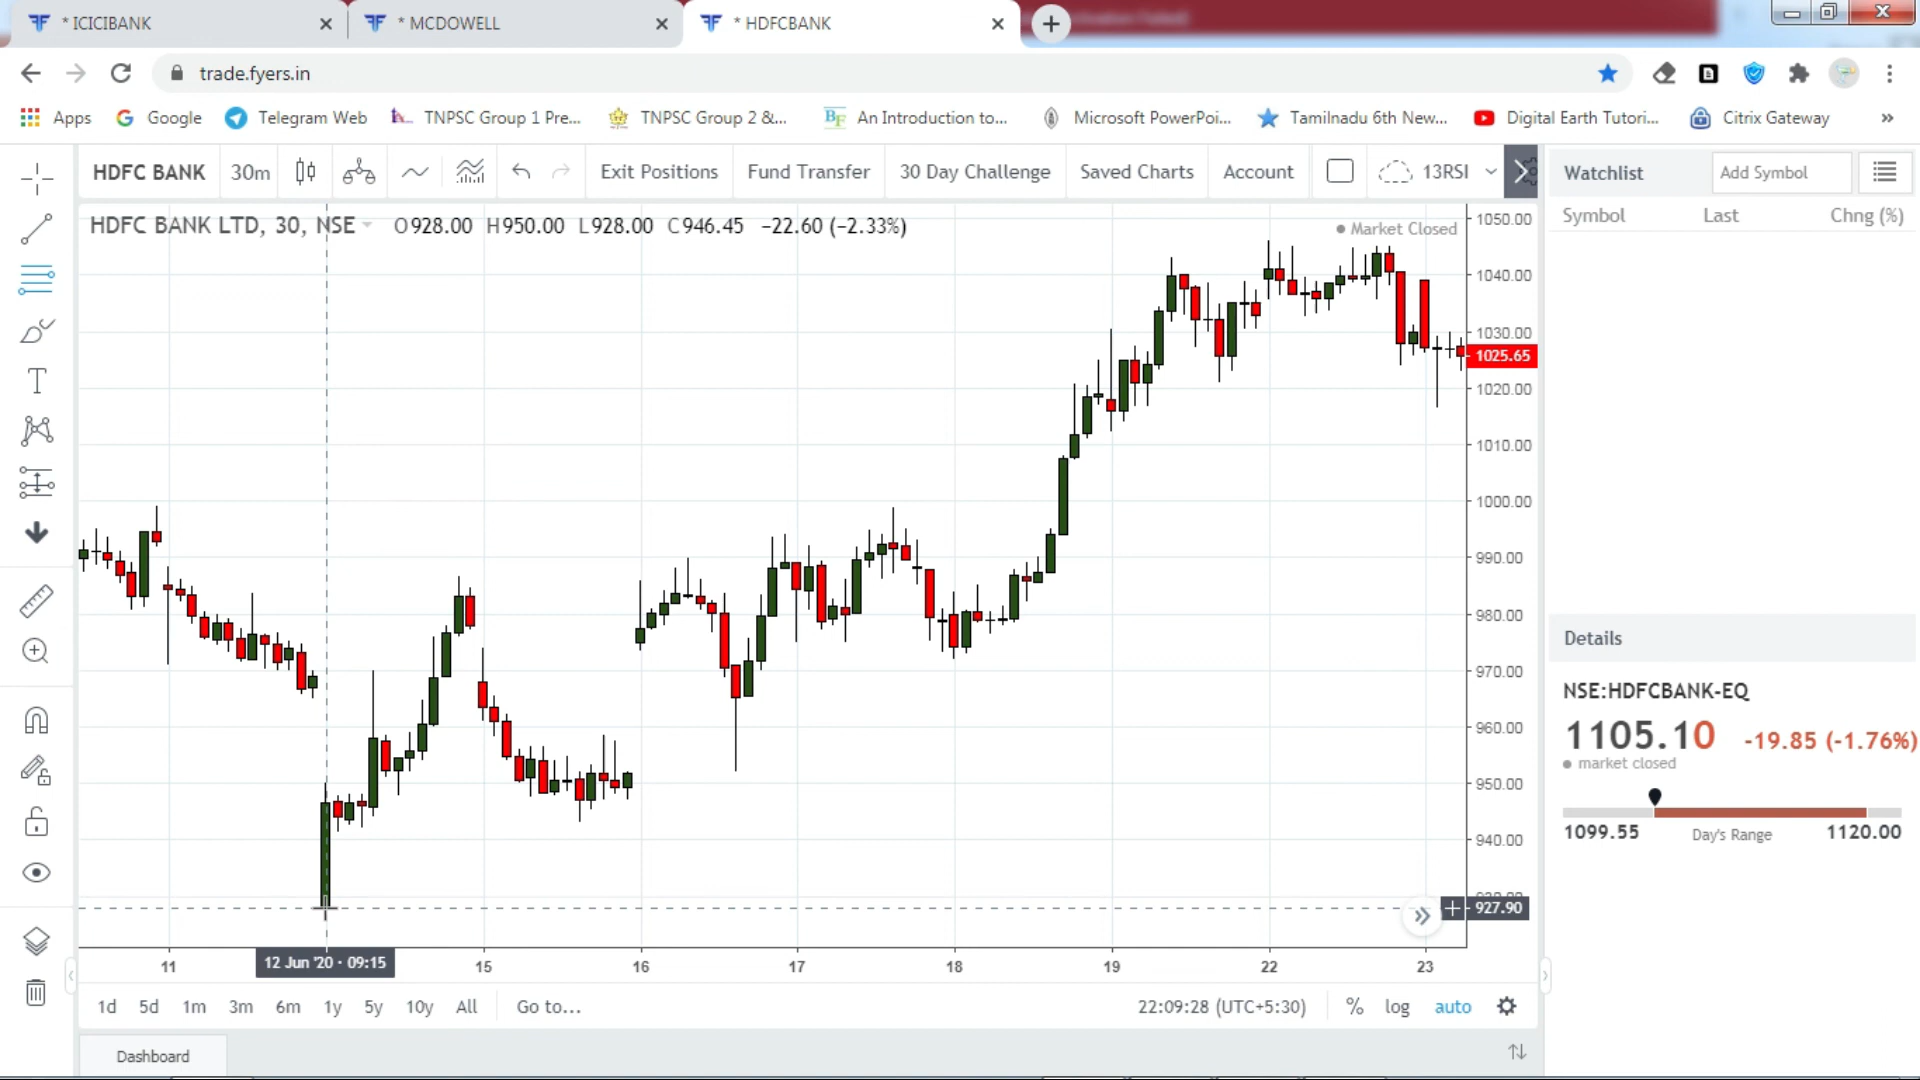 * ICICIBANK
* MCDOWELL
* HDFCBANK
trade.fyers.in
Apps
Google
Telegram Web
TNPSC Group 1 Pre...
TNPSC Group 2 &...
An Introduction to...
Microsoft PowerPoi...
Tamilnadu 6th New...
Digital Earth Tutori...
Citrix Gateway
»
HDFC BANK
30m
Exit Positions
Fund Transfer
30 Day Challenge
Saved Charts
Account
13RSI
Watchlist
Add Symbol
Symbol Last Chng (%)
HDFC BANK LTD, 30, NSE O928.00 H950.00 L928.00 C946.45 −22.60 (−2.33%)
Market Closed
1050.00
1040.00
1030.00
1025.65
1020.00
1010.00
1000.00
990.00
980.00
970.00
960.00
950.00
940.00
927.90
Details
NSE:HDFCBANK-EQ
1105.10 -19.85 (-1.76%)
market closed
1099.55 Day's Range 1120.00
11
12 Jun '20 · 09:15
15
16
17
18
19
22
23
1d 5d 1m 3m 6m 1y 5y 10y All Go to...
22:09:28 (UTC+5:30) % log auto
Dashboard